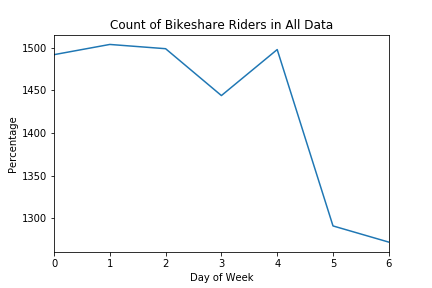 Count of Bikeshare Riders in All Data
1500
1450
1400
1350
1300
Percentage
0 1 2 3 4 5 6
Day of Week